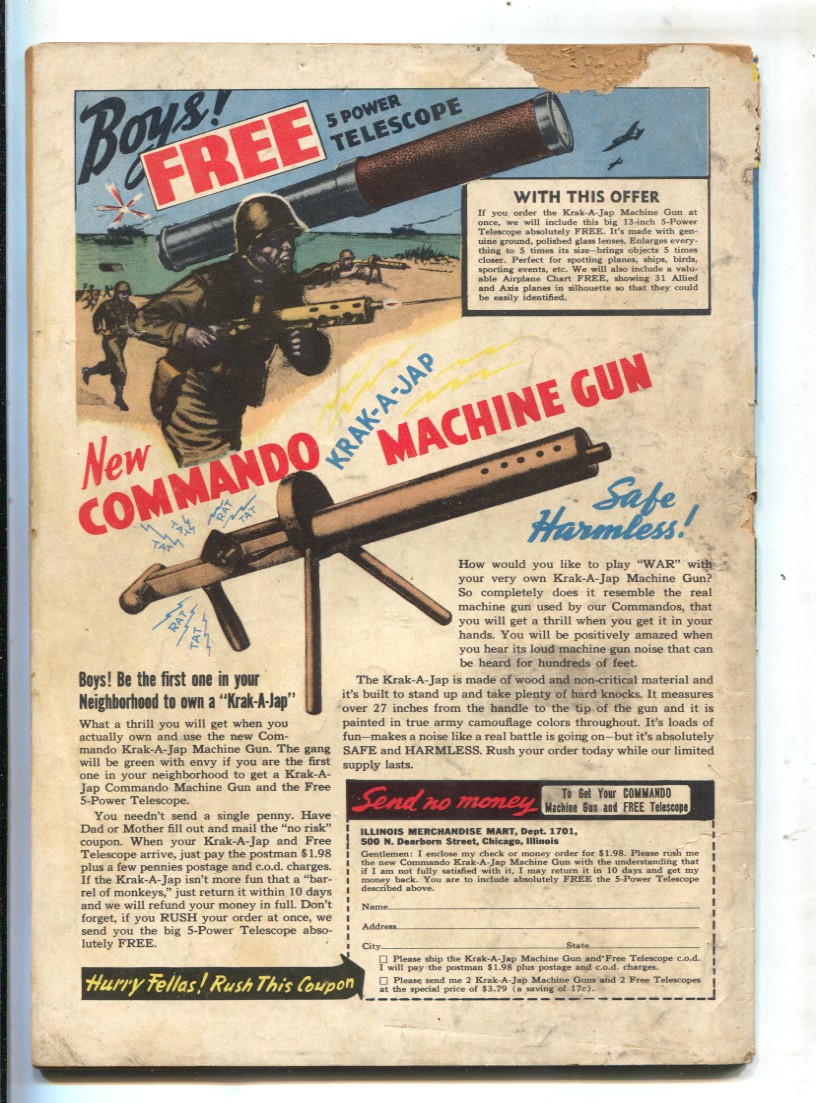 Boys!
FREE
5 POWER
TELESCOPE
WITH THIS OFFER
If you order the Krak-A-Jap Machine Gun at
once, we will include this big 13-inch 5-Power
Telescope absolutely FREE. It's made with gen-
uine ground, polished glass lenses. Enlarges every-
thing to 5 times its size—brings objects 5 times
closer. Perfect for spotting planes, ships, birds,
sporting events, etc. We will also include a valu-
able Airplane Chart FREE, showing 31 Allied
and Axis planes in silhouette so that they could
be easily identified.
New
COMMANDO
KRAK-A-JAP
MACHINE GUN
TAT
TAT
RAT
TAT
RAT
TAT
Safe
Harmless!
How would you like to play "WAR" with
your very own Krak-A-Jap Machine Gun?
So completely does it resemble the real
machine gun used by our Commandos, that
you will get a thrill when you get it in your
hands. You will be positively amazed when
you hear its loud machine gun noise that can
be heard for hundreds of feet.
The Krak-A-Jap is made of wood and non-critical material and
it's built to stand up and take plenty of hard knocks. It measures
over 27 inches from the handle to the tip of the gun and it is
painted in true army camouflage colors throughout. It's loads of
fun—makes a noise like a real battle is going on—but it's absolutely
SAFE and HARMLESS. Rush your order today while our limited
supply lasts.
Boys! Be the first one in your
Neighborhood to own a "Krak-A-Jap"
What a thrill you will get when you
actually own and use the new Com-
mando Krak-A-Jap Machine Gun. The gang
will be green with envy if you are the first
one in your neighborhood to get a Krak-A-
Jap Commando Machine Gun and the Free
5-Power Telescope.
You needn't send a single penny. Have
Dad or Mother fill out and mail the "no risk"
coupon. When your Krak-A-Jap and Free
Telescope arrive, just pay the postman $1.98
plus a few pennies postage and c.o.d. charges.
If the Krak-A-Jap isn't more fun that a "bar-
rel of monkeys," just return it within 10 days
and we will refund your money in full. Don't
forget, if you RUSH your order at once, we
send you the big 5-Power Telescope abso-
lutely FREE.
Hurry Fellas! Rush This Coupon
Send no money
To Get Your COMMANDO
Machine Gun and FREE Telescope
ILLINOIS MERCHANDISE MART, Dept. 1701,
500 N. Dearborn Street, Chicago, Illinois
Gentlemen: I enclose my check or money order for $1.98. Please rush me
the new Commando Krak-A-Jap Machine Gun with the understanding that
if I am not fully satisfied with it, I may return it in 10 days and get my
money back. You are to include absolutely FREE the 5-Power Telescope
described above.
Name
Address
City State
Please ship the Krak-A-Jap Machine Gun and Free Telescope c.o.d.
I will pay the postman $1.98 plus postage and c.o.d. charges.
Please send me 2 Krak-A-Jap Machine Guns and 2 Free Telescopes
at the special price of $3.79 (a saving of 17c).